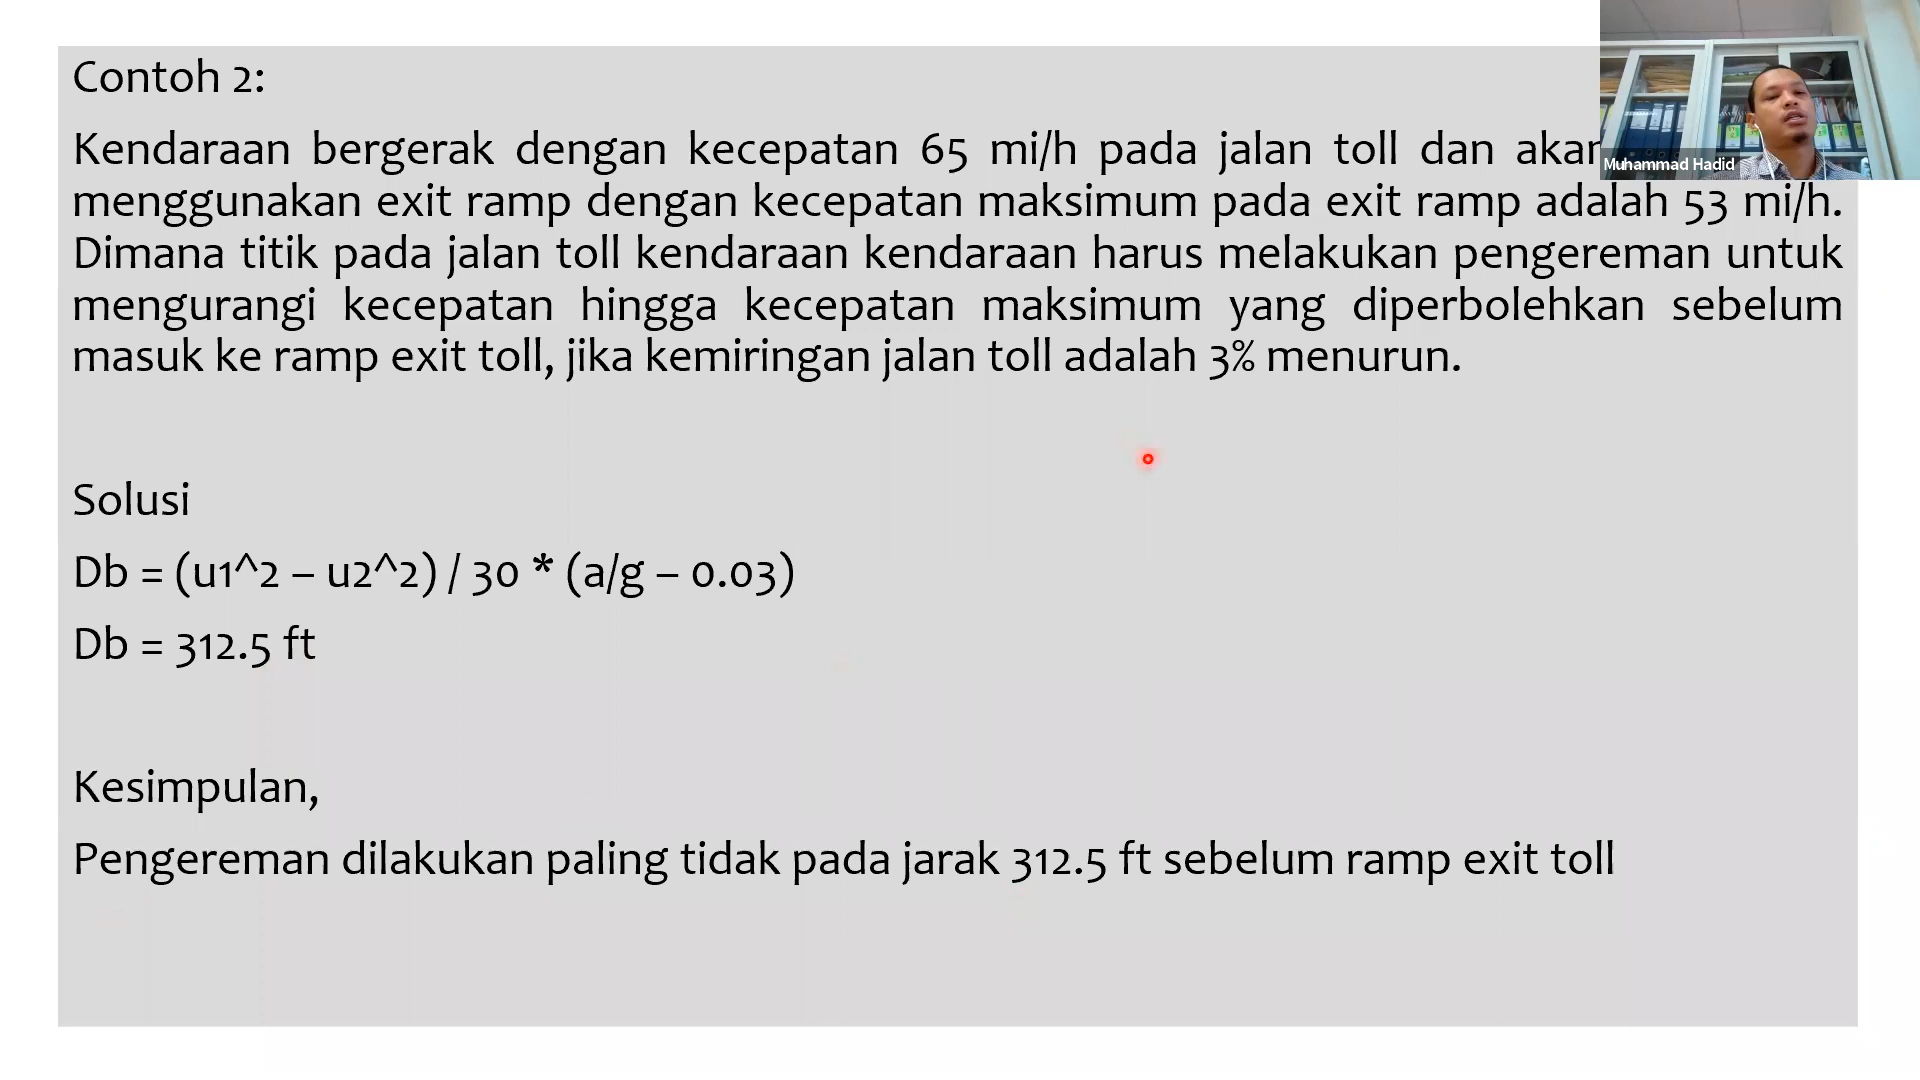 Contoh 2:
Kendaraan bergerak dengan kecepatan 65 mi/h pada jalan toll dan akan
menggunakan exit ramp dengan kecepatan maksimum pada exit ramp adalah 53 mi/h.
Dimana titik pada jalan toll kendaraan kendaraan harus melakukan pengereman untuk
mengurangi kecepatan hingga kecepatan maksimum yang diperbolehkan sebelum
masuk ke ramp exit toll, jika kemiringan jalan toll adalah 3% menurun.
Solusi
Db = (u1^2 – u2^2) / 30 * (a/g – 0.03)
Db = 312.5 ft
Kesimpulan,
Pengereman dilakukan paling tidak pada jarak 312.5 ft sebelum ramp exit toll
Muhammad Hadid